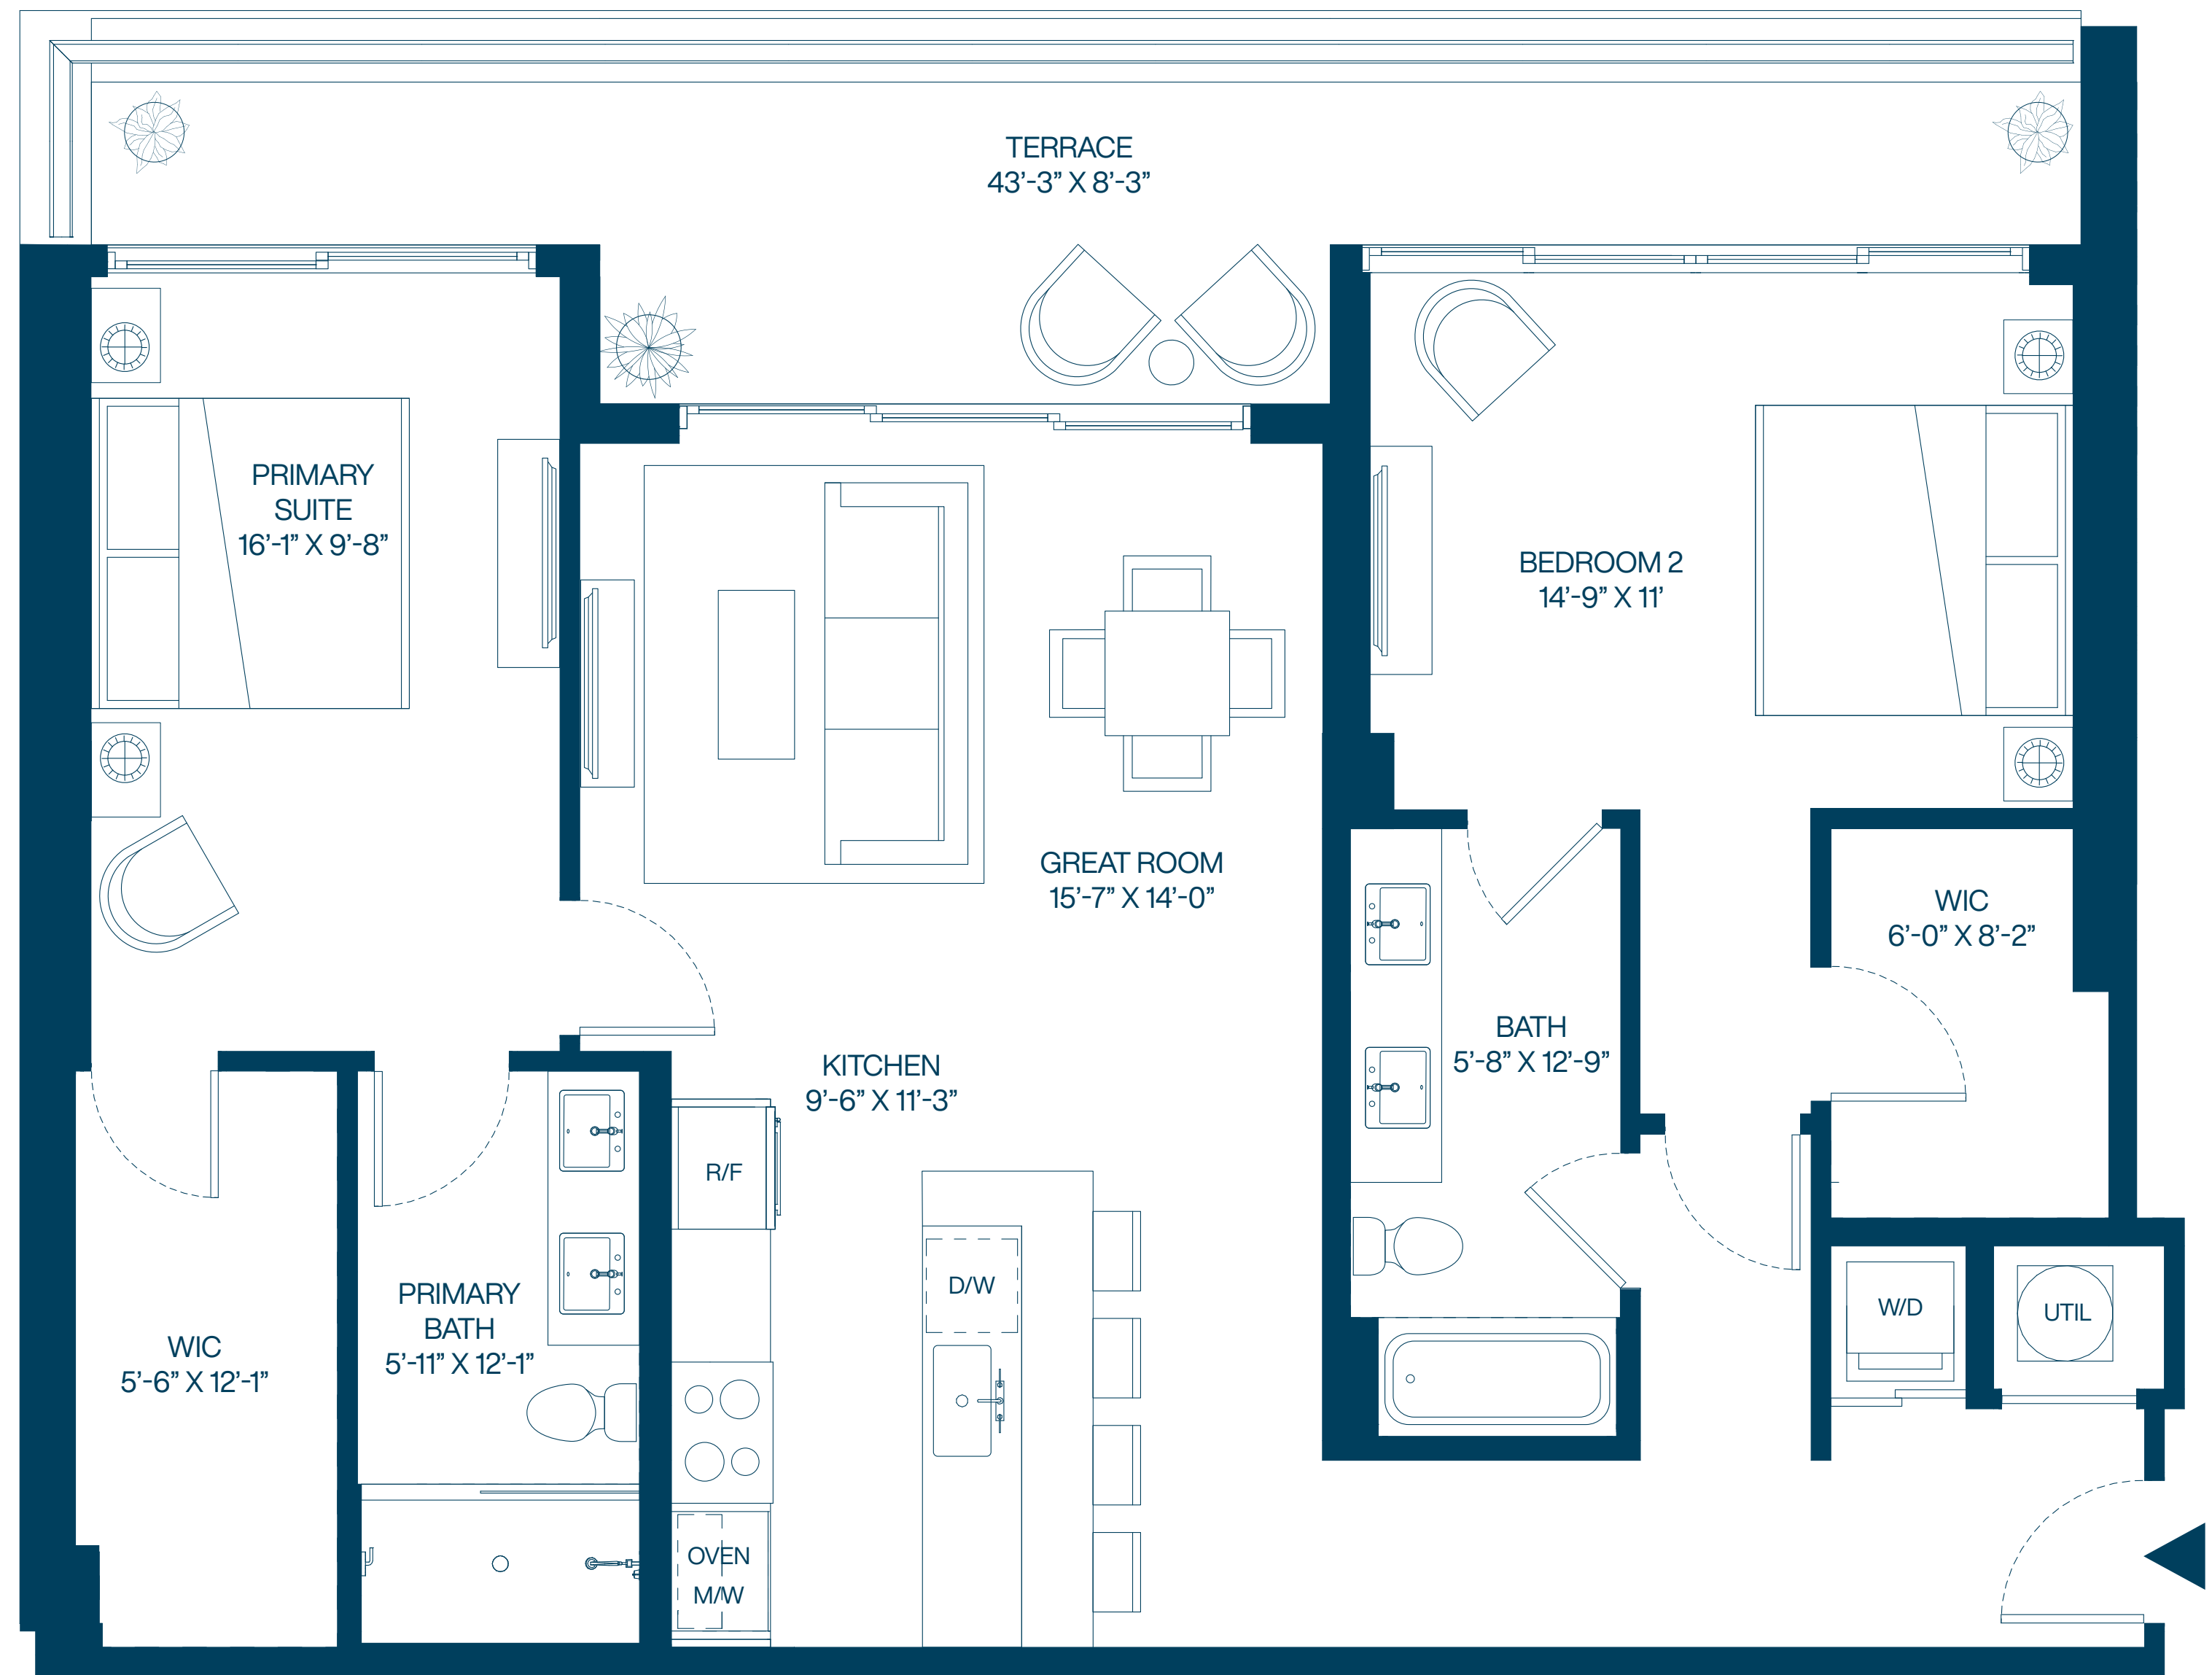 TERRACE
43’-3” X 8’-3”
PRIMARY
SUITE
16’-1” X 9’-8”
BEDROOM 2
14’-9” X 11’
GREAT ROOM
15’-7” X 14’-0”
WIC
6’-0” X 8’-2”
BATH
5’-8” X 12’-9”
KITCHEN
9’-6” X 11’-3”
R/F
D/W
PRIMARY
BATH
5’-11” X 12’-1”
WIC
5’-6” X 12’-1”
W/D
UTIL
OVEN
M/W